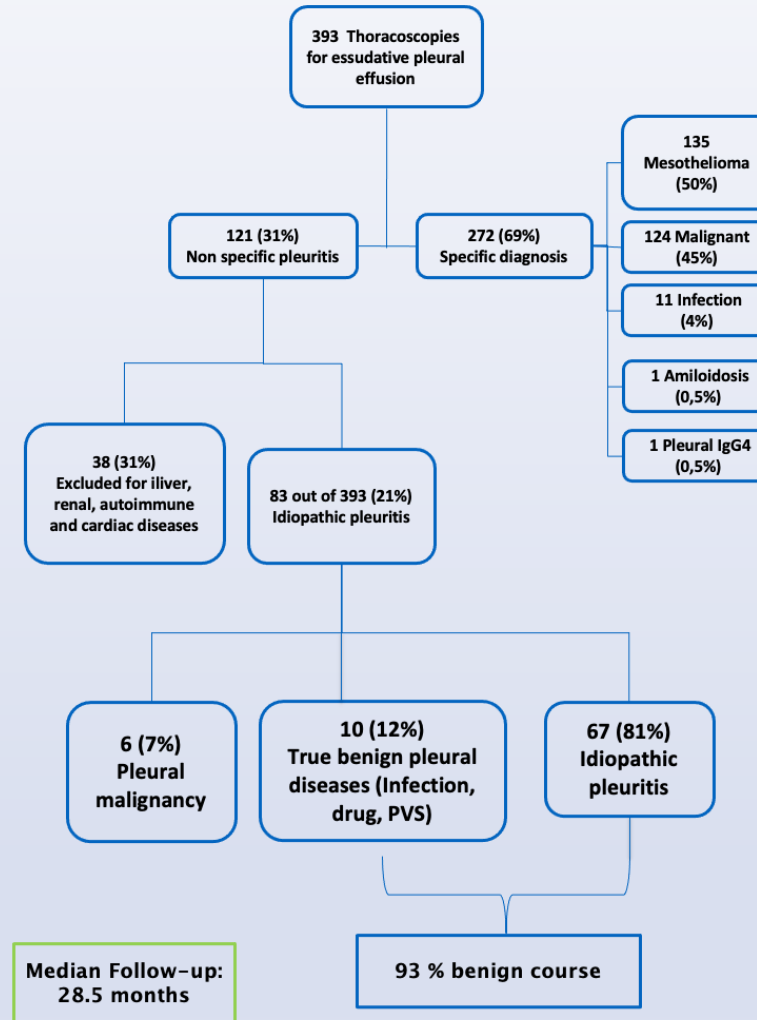 393 Thoracoscopies
for essudative pleural
effusion
135
Mesothelioma
(50%)
121 (31%)
Non specific pleuritis
272 (69%)
Specific diagnosis
124 Malignant
(45%)
11 Infection
(4%)
1 Amiloidosis
(0,5%)
1 Pleural IgG4
(0,5%)
38 (31%)
Excluded for iliver,
renal, autoimmune
and cardiac diseases
83 out of 393 (21%)
Idiopathic pleuritis
6 (7%)
Pleural
malignancy
10 (12%)
True benign pleural
diseases (Infection,
drug, PVS)
67 (81%)
Idiopathic
pleuritis
Median Follow-up:
28.5 months
93 % benign course